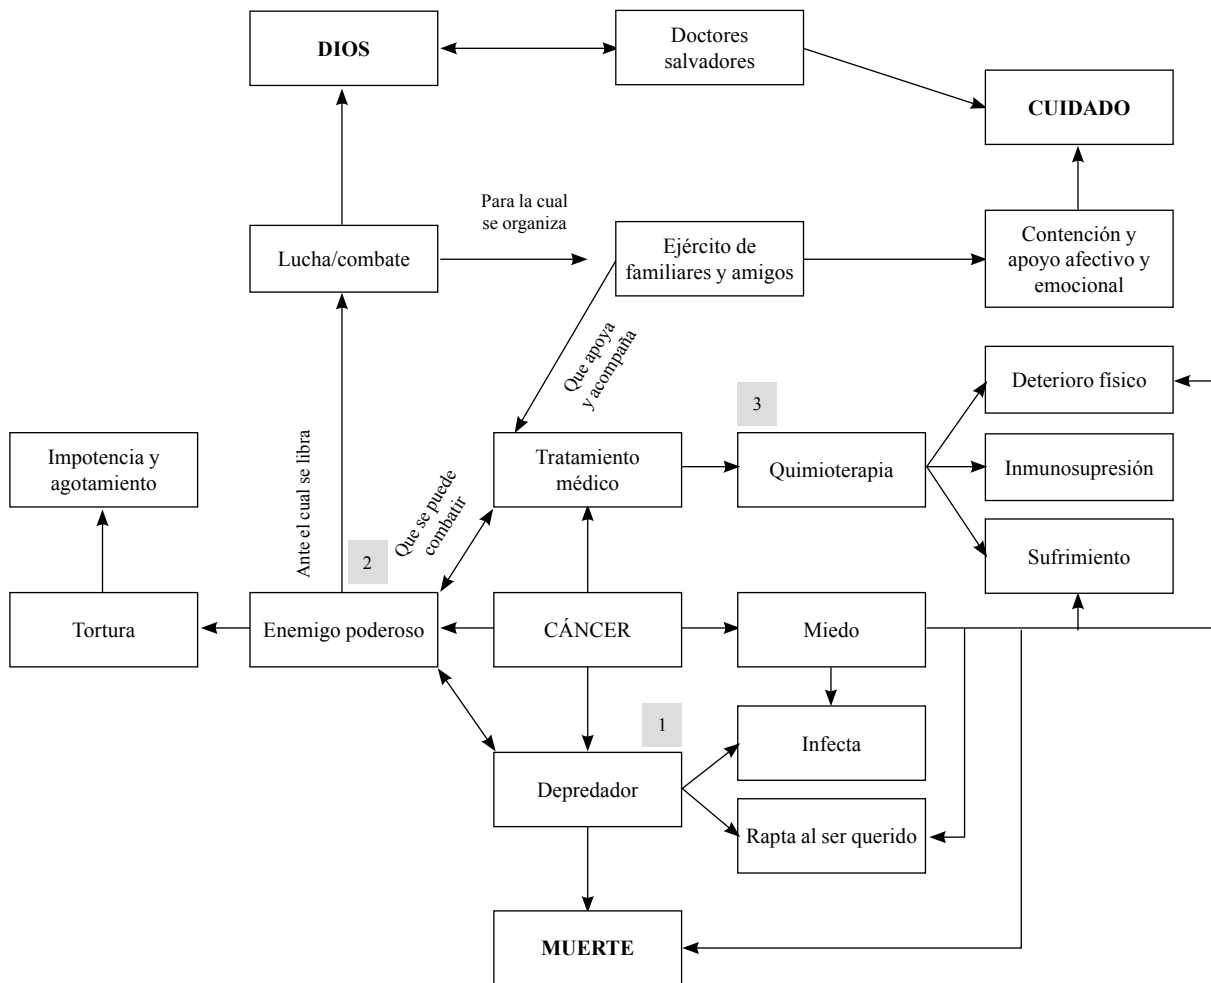 DIOS
Doctores
salvadores
CUIDADO
Para la cual
se organiza
Lucha/combate
Ejército de
familiares y amigos
Contención y
apoyo afectivo y
emocional
Que apoya
y acompaña
Deterioro físico
3
Impotencia y
agotamiento
Ante el cual se libra
Que se puede
combatir
Tratamiento
médico
Quimioterapia
Inmunosupresión
2
Sufrimiento
Tortura
Enemigo poderoso
CÁNCER
Miedo
1
Infecta
Depredador
Rapta al ser querido
MUERTE